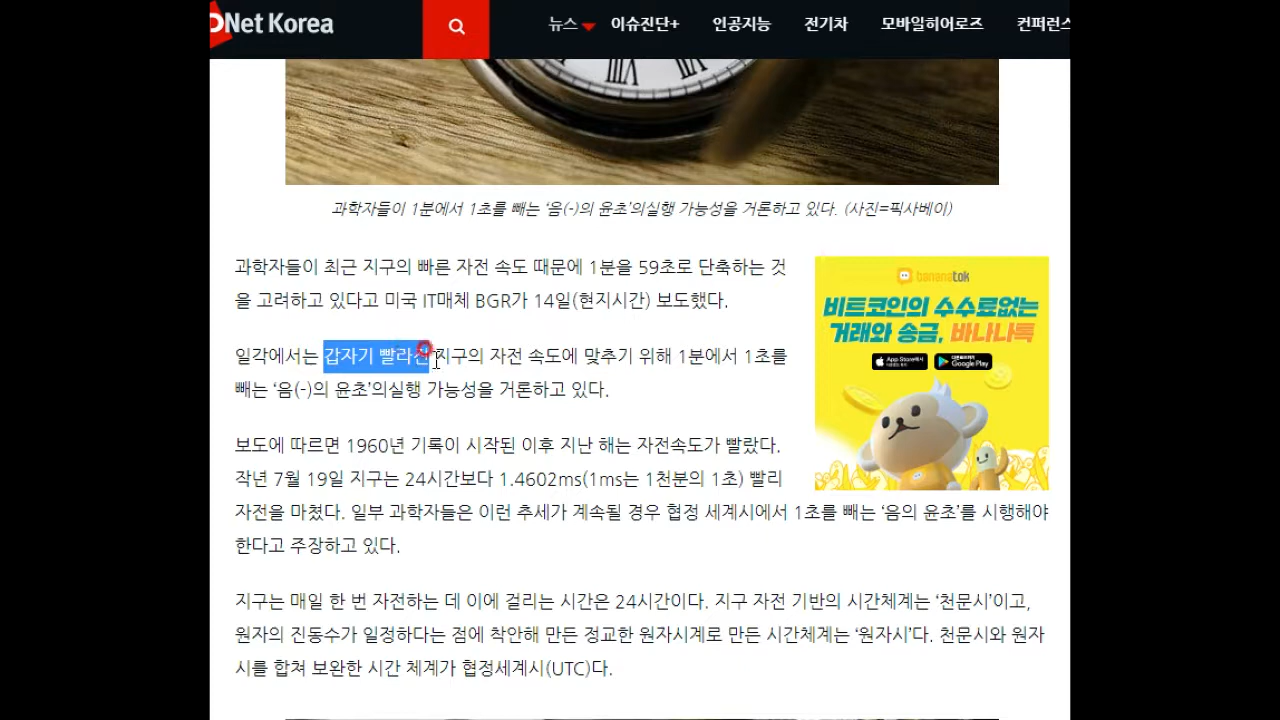 Net Korea
뉴스 이슈진단+ 인공지능 전기차 모바일히어로즈 컨퍼런스
과학자들이 1분에서 1초를 빼는 ‘음(-)의 윤초’의실행 가능성을 거론하고 있다. (사진=픽사베이)
과학자들이 최근 지구의 빠른 자전 속도 때문에 1분을 59초로 단축하는 것
을 고려하고 있다고 미국 IT매체 BGR가 14일(현지시간) 보도했다.
일각에서는 갑자기 빨라진 지구의 자전 속도에 맞추기 위해 1분에서 1초를
빼는 ‘음(-)의 윤초’의실행 가능성을 거론하고 있다.
보도에 따르면 1960년 기록이 시작된 이후 지난 해는 자전속도가 빨랐다.
작년 7월 19일 지구는 24시간보다 1.4602ms(1ms는 1천분의 1초) 빨리
자전을 마쳤다. 일부 과학자들은 이런 추세가 계속될 경우 협정 세계시에서 1초를 빼는 ‘음의 윤초’를 시행해야
한다고 주장하고 있다.
지구는 매일 한 번 자전하는 데 이에 걸리는 시간은 24시간이다. 지구 자전 기반의 시간체계는 ‘천문시’이고,
원자의 진동수가 일정하다는 점에 착안해 만든 정교한 원자시계로 만든 시간체계는 ‘원자시’다. 천문시와 원자
시를 합쳐 보완한 시간 체계가 협정세계시(UTC)다.
bananatok
비트코인의 수수료없는
거래와 송금, 바나나톡
App Store에서
Google Play